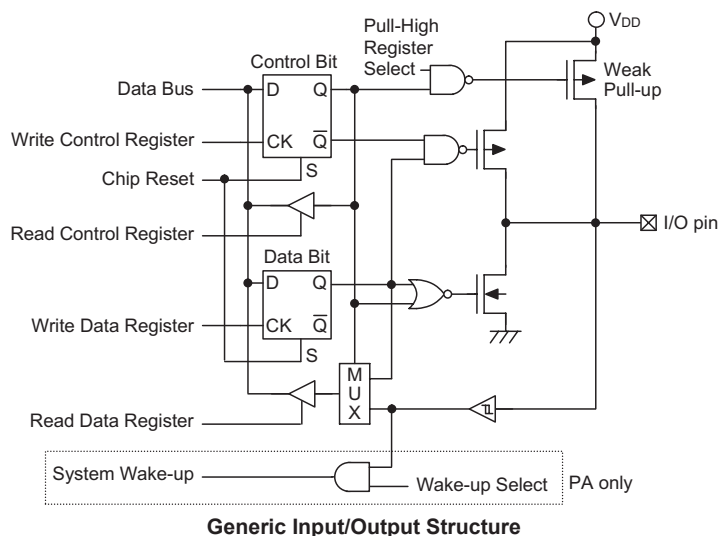 VDD
Pull-High
Register
Select
Weak
Pull-up
Control Bit
Data Bus
D Q
Write Control Register
CK Q
Chip Reset
S
Read Control Register
I/O pin
Data Bit
D Q
Write Data Register
CK Q
S
M
U
X
Read Data Register
System Wake-up
Wake-up Select
PA only
Generic Input/Output Structure